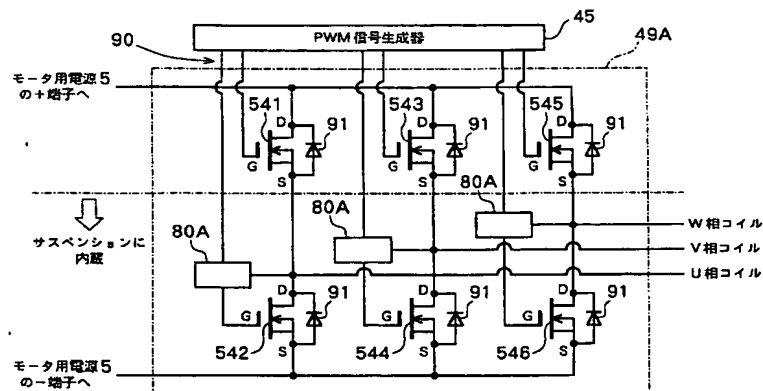 PWM 信号生成器
45
49A
90
モータ用電源5
の+端子へ
541
D
91
G
S
543
D
91
G
S
545
D
91
G
S
サスペンションに
内蔵
80A
80A
80A
W相コイル
V相コイル
U相コイル
D
91
G
542
S
D
91
G
544
S
D
91
G
546
S
モータ用電源5
の-端子へ